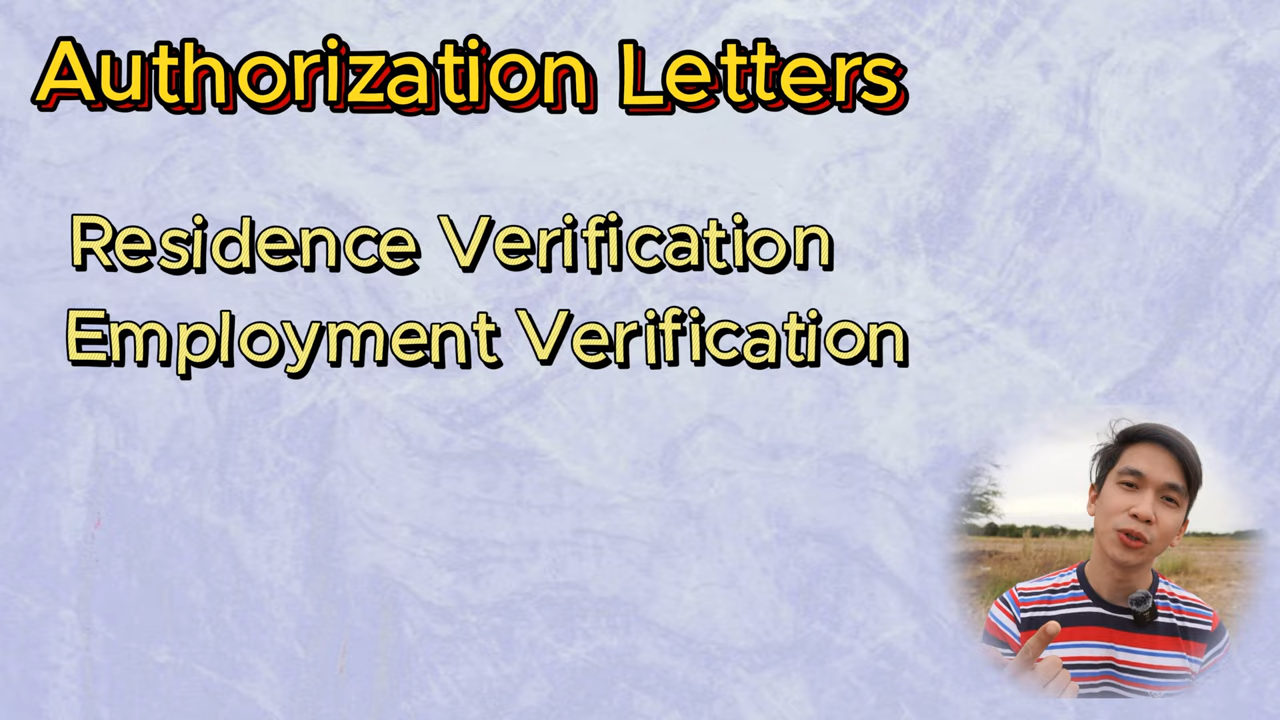 Authorization Letters
Residence Verification
Employment Verification